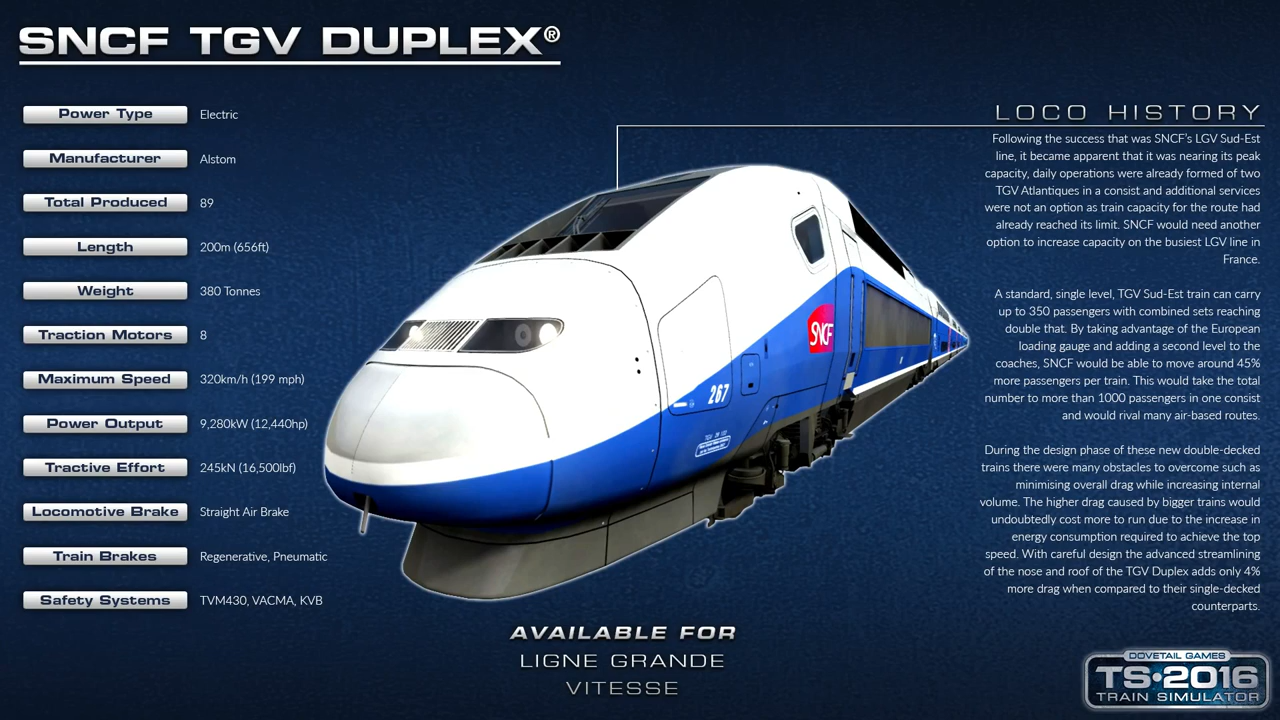 SNCF TGV DUPLEX®
Power Type Electric
Manufacturer Alstom
Total Produced 89
Length 200m (656ft)
Weight 380 Tonnes
Traction Motors 8
Maximum Speed 320km/h (199 mph)
Power Output 9,280kW (12,440hp)
Tractive Effort 245kN (16,500lbf)
Locomotive Brake Straight Air Brake
Train Brakes Regenerative, Pneumatic
Safety Systems TVM430, VACMA, KVB
LOCO HISTORY
Following the success that was SNCF's LGV Sud-Est
line, it became apparent that it was nearing its peak
capacity, daily operations were already formed of two
TGV Atlantiques in a consist and additional services
were not an option as train capacity for the route had
already reached its limit. SNCF would need another
option to increase capacity on the busiest LGV line in
France.
A standard, single level, TGV Sud-Est train can carry
up to 350 passengers with combined sets reaching
double that. By taking advantage of the European
loading gauge and adding a second level to the
coaches, SNCF would be able to move around 45%
more passengers per train. This would take the total
number to more than 1000 passengers in one consist
and would rival many air-based routes.
During the design phase of these new double-decked
trains there were many obstacles to overcome such as
minimising overall drag while increasing internal
volume. The higher drag caused by bigger trains would
undoubtedly cost more to run due to the increase in
energy consumption required to achieve the top
speed. With careful design the advanced streamlining
of the nose and roof of the TGV Duplex adds only 4%
more drag when compared to their single-decked
counterparts.
SNCF
267
AVAILABLE FOR
LIGNE GRANDE
VITESSE
DOVETAIL GAMES
TS·2016
TRAIN SIMULATOR